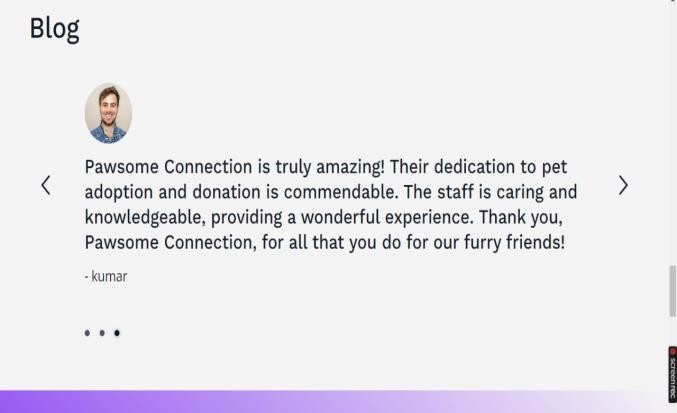 Blog
Pawsome Connection is truly amazing! Their dedication to pet
adoption and donation is commendable. The staff is caring and
knowledgeable, providing a wonderful experience. Thank you,
Pawsome Connection, for all that you do for our furry friends!
- kumar
screenrec